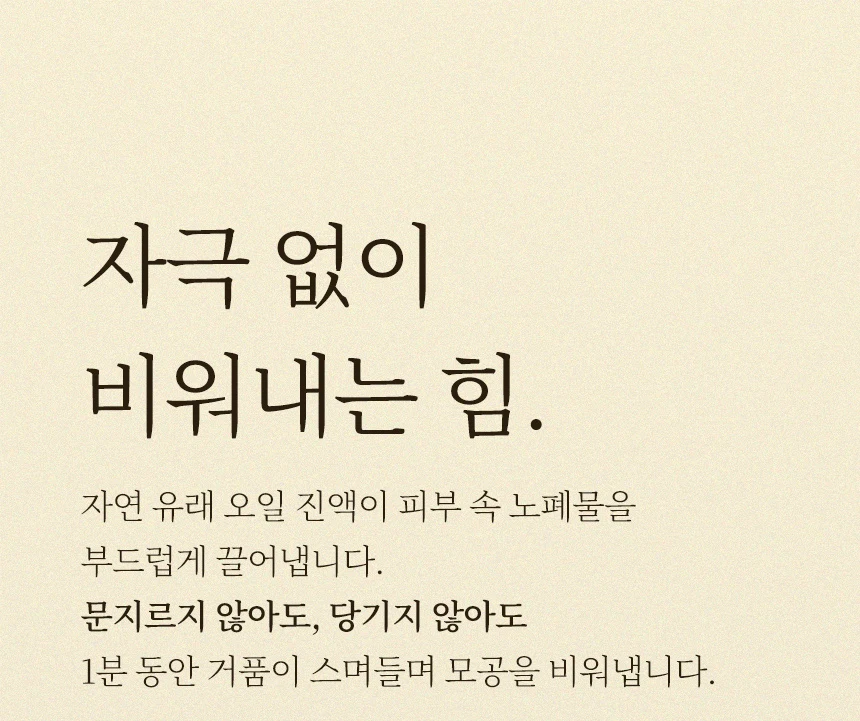 자극 없이
비워내는 힘.
자연 유래 오일 진액이 피부 속 노폐물을
부드럽게 끌어냅니다.
문지르지 않아도, 당기지 않아도
1분 동안 거품이 스며들며 모공을 비워냅니다.